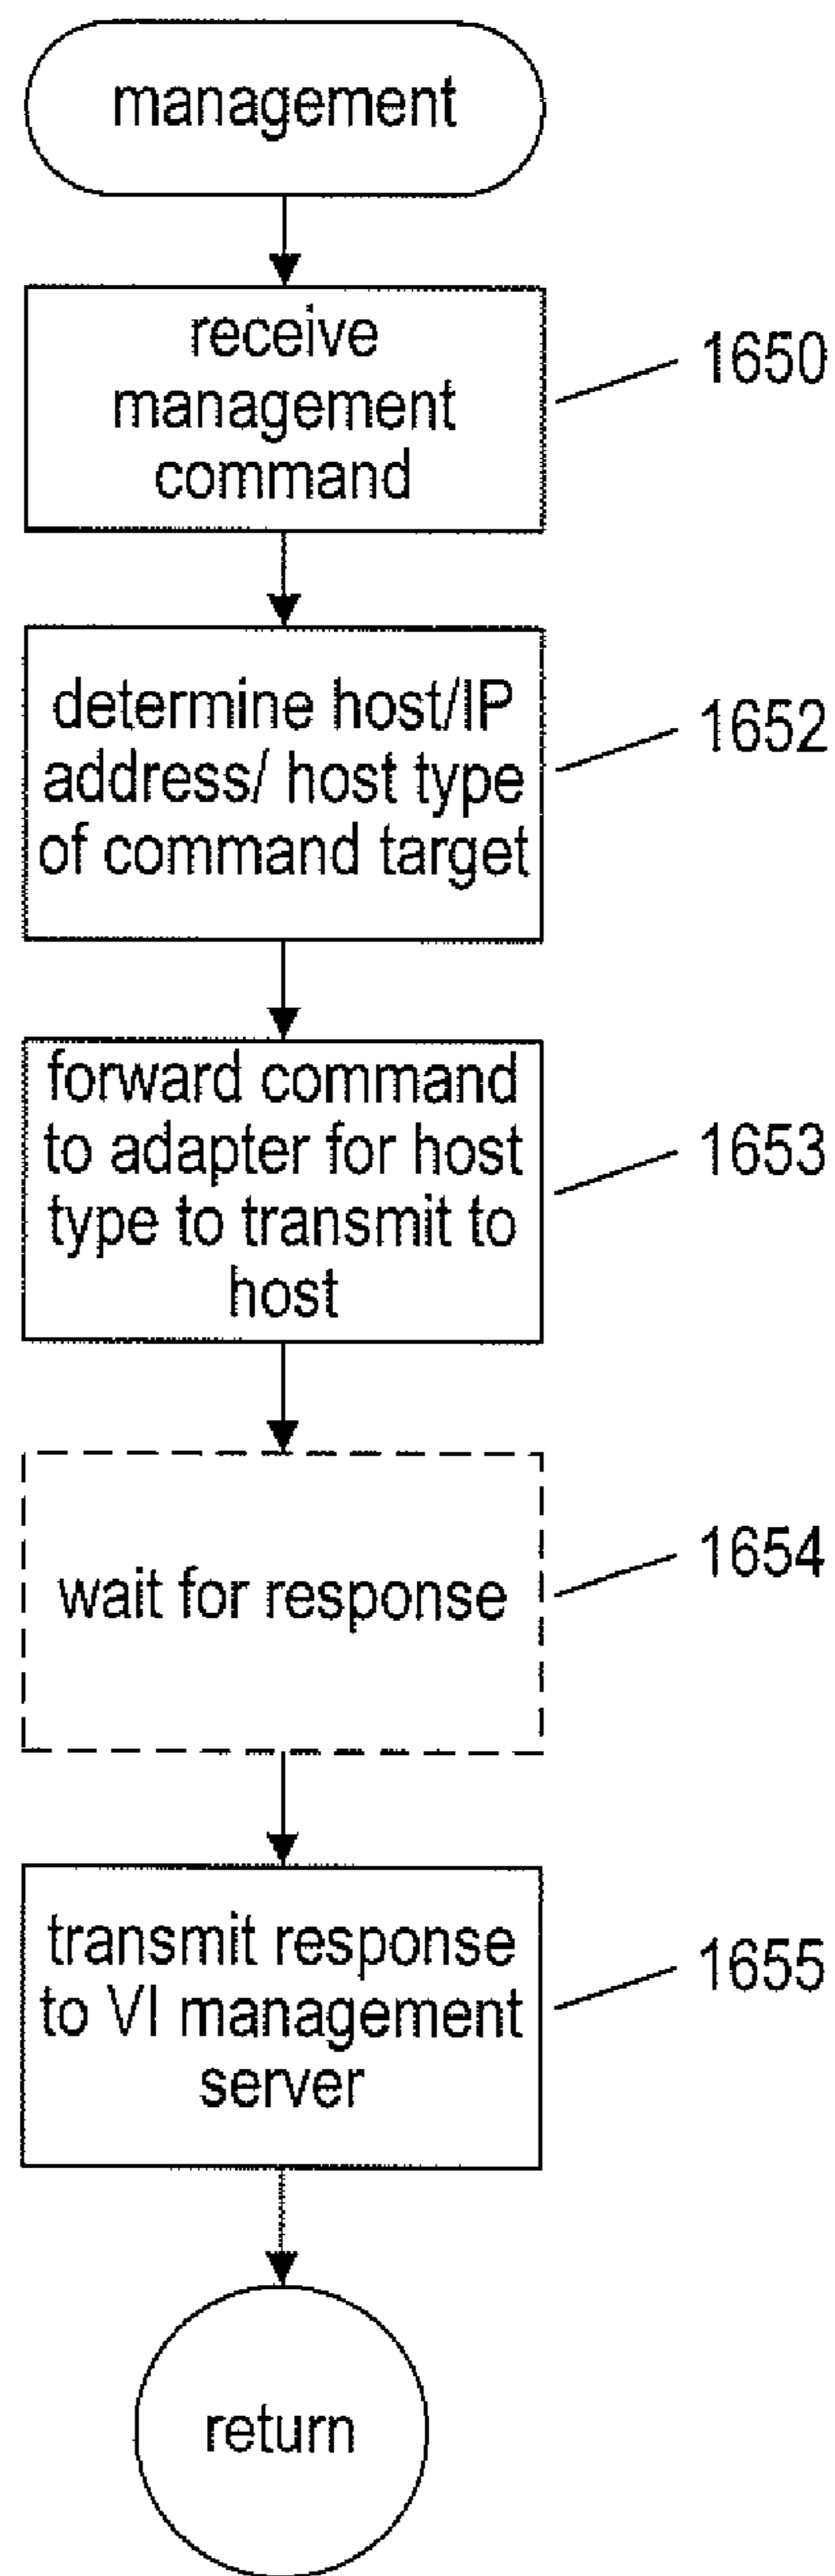 management
receive
management
command
1650
determine host/IP
address/ host type
of command target
1652
forward command
to adapter for host
type to transmit to
host
1653
wait for response
1654
transmit response
to VI management
server
1655
return